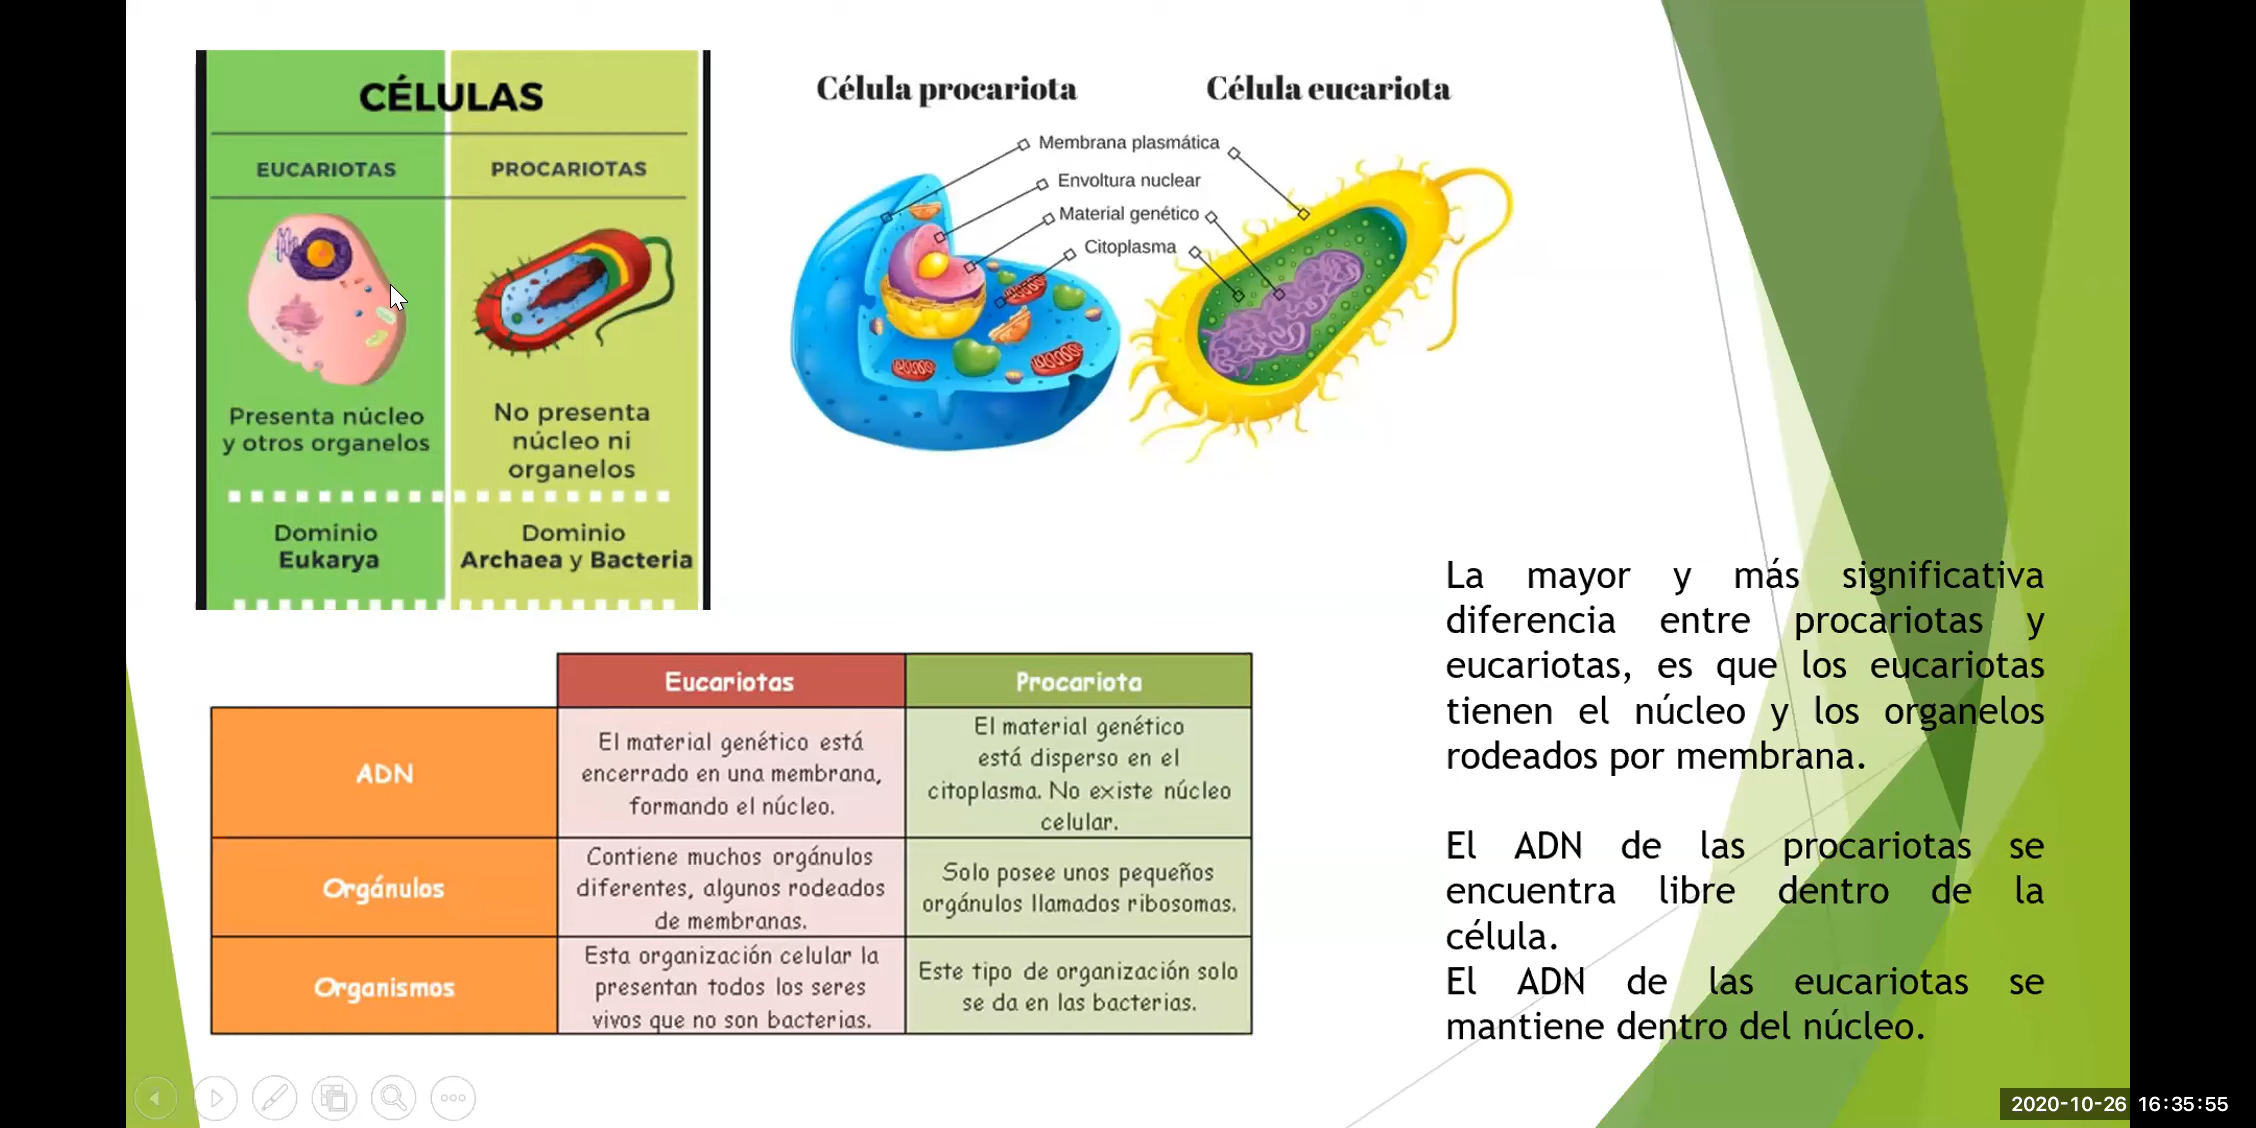 CÉLULAS
EUCARIOTAS
PROCARIOTAS
Presenta núcleo
y otros organelos
No presenta
núcleo ni
organelos
Dominio
Eukarya
Dominio
Archaea y Bacteria
Célula procariota
Célula eucariota
Membrana plasmática
Envoltura nuclear
Material genético
Citoplasma
Eucariotas
Procariota
ADN
El material genético está
encerrado en una membrana,
formando el núcleo.
El material genético
está disperso en el
citoplasma. No existe núcleo
celular.
Orgánulos
Contiene muchos orgánulos
diferentes, algunos rodeados
de membranas.
Solo posee unos pequeños
orgánulos llamados ribosomas.
Organismos
Esta organización celular la
presentan todos los seres
vivos que no son bacterias.
Este tipo de organización solo
se da en las bacterias.
La mayor y más significativa
diferencia entre procariotas y
eucariotas, es que los eucariotas
tienen el núcleo y los organelos
rodeados por membrana.
El ADN de las procariotas se
encuentra libre dentro de la
célula.
El ADN de las eucariotas se
mantiene dentro del núcleo.
2020-10-26 16:35:55